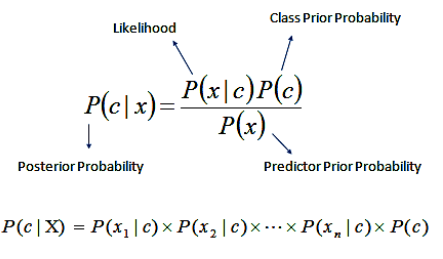 Likelihood
Class Prior Probability
P(c|x)= P(x|c)P(c) / P(x)
Posterior Probability
Predictor Prior Probability
P(c|X) = P(x₁|c)×P(x₂|c)×⋯×P(xₙ|c)×P(c)